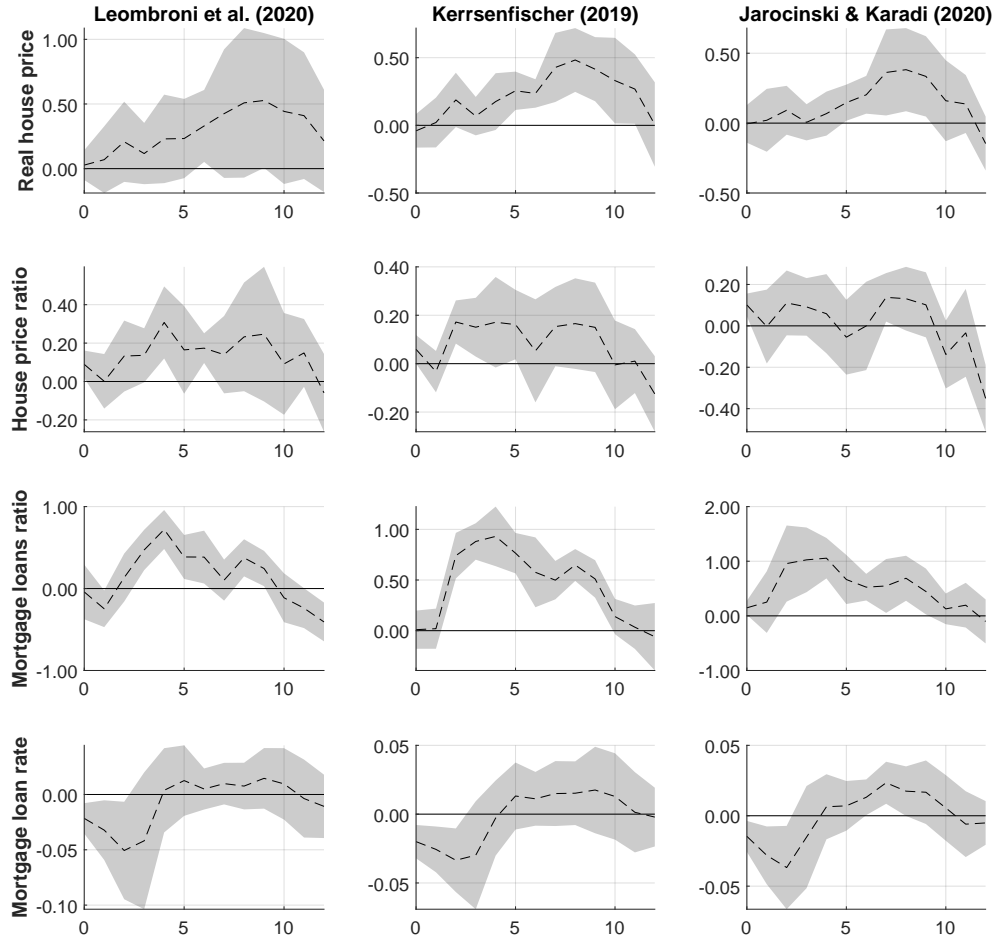 Leombroni et al. (2020) Kerrsenfischer (2019) Jarocinski & Karadi (2020)
Real house price
1.00 0.50 0.00
0 5 10
0.50 0.00 -0.50
0 5 10
0.50 0.00 -0.50
0 5 10
House price ratio
0.40 0.20 0.00 -0.20
0 5 10
0.40 0.20 0.00 -0.20
0 5 10
0.20 0.00 -0.20 -0.40
0 5 10
Mortgage loans ratio
1.00 0.00 -1.00
0 5 10
1.00 0.50 0.00
0 5 10
2.00 1.00 0.00 -1.00
0 5 10
Mortgage loan rate
0.00 -0.05 -0.10
0 5 10
0.05 0.00 -0.05
0 5 10
0.05 0.00 -0.05
0 5 10